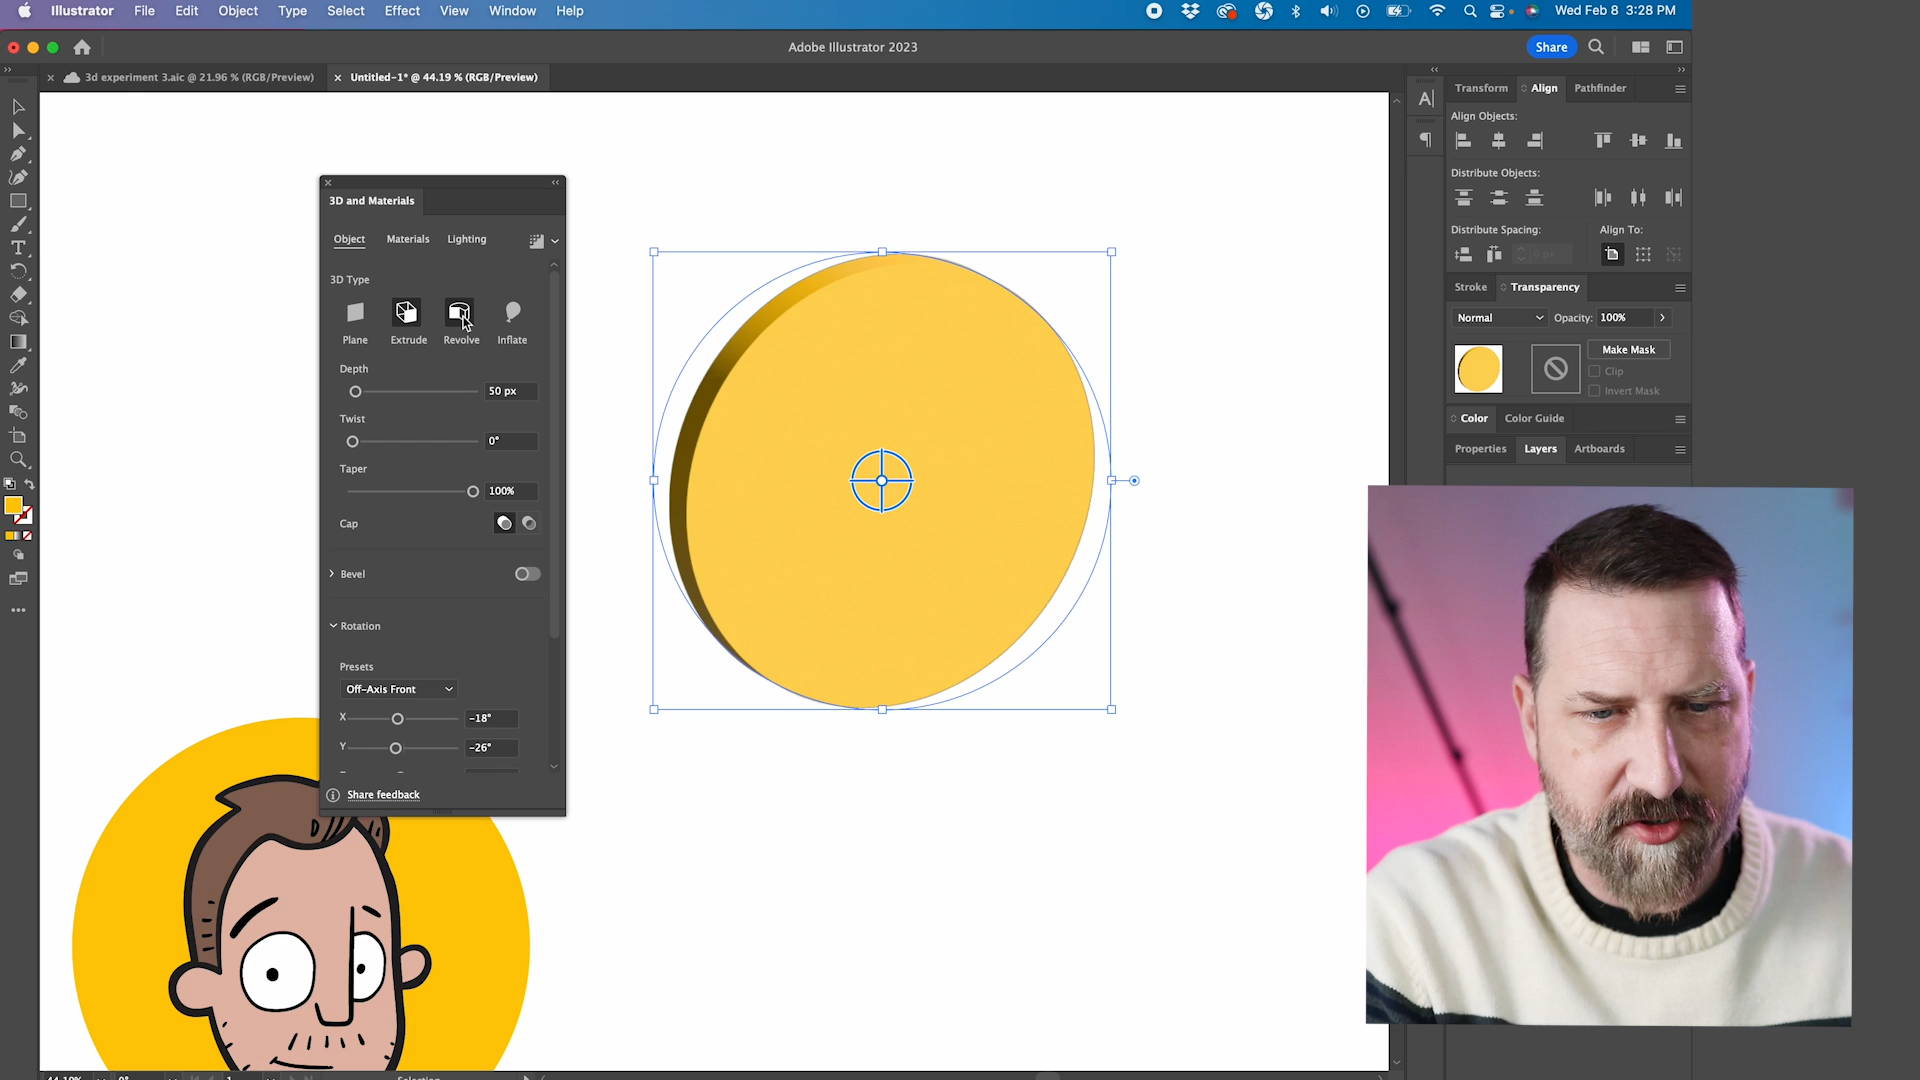 Illustrator File Edit Object Type Select Effect View Window Help
Wed Feb 8 3:28 PM
Adobe Illustrator 2023
Share
3d experiment 3.aic @ 21.96 % (RGB/Preview)
Untitled-1* @ 44.19 % (RGB/Preview)
3D and Materials
Object Materials Lighting
3D Type
Plane Extrude Revolve Inflate
Depth
50 px
Twist
0°
Taper
100%
Cap
Bevel
Rotation
Presets
Off-Axis Front
X -18°
Y -26°
Share feedback
Transform Align Pathfinder
Align Objects:
Distribute Objects:
Distribute Spacing: Align To:
0 px
Stroke Transparency
Normal Opacity: 100%
Make Mask
Clip
Invert Mask
Color Color Guide
Properties Layers Artboards